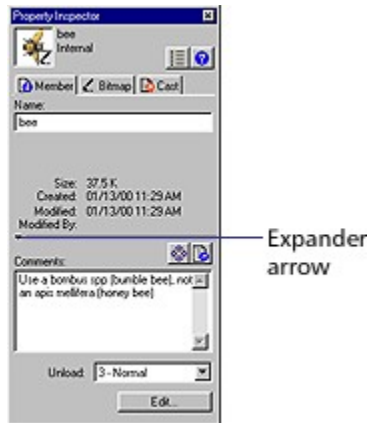 Property Inspector
bee
Internal
Member Bitmap Cast
Name:
bee
Size: 37.5 K
Created: 01/13/00 11:29 AM
Modified: 01/13/00 11:29 AM
Modified By:
Expander
arrow
Comments:
Use a bombus spp (bumble bee), not
an apis mellifera (honey bee)
Unload: 3 - Normal
Edit...